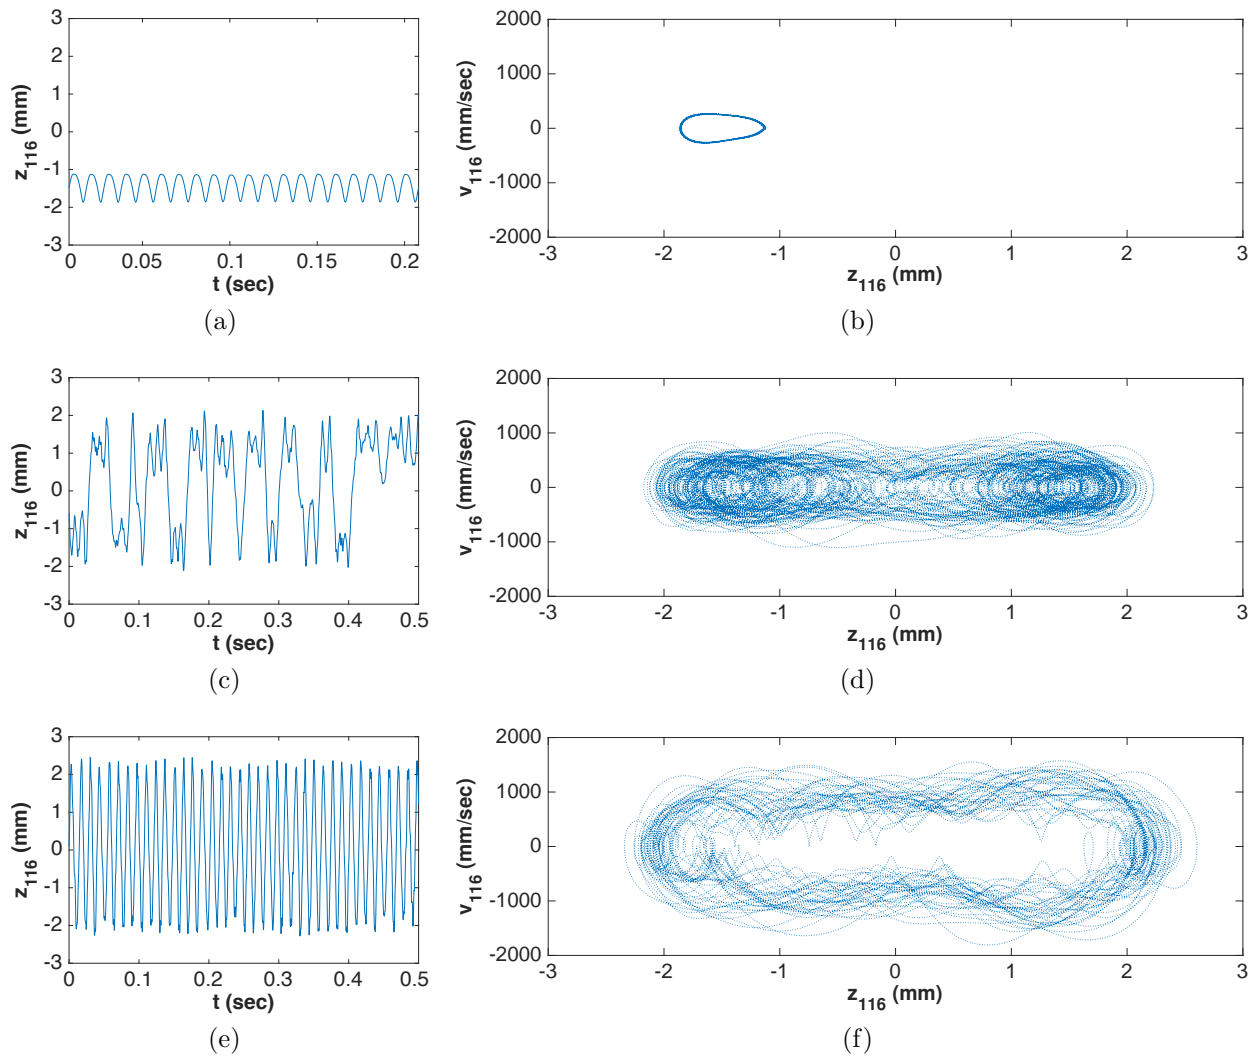 3
2
1
0
-1
-2
-3
z116 (mm)
0 0.05 0.1 0.15 0.2
t (sec)
(a)
2000
1000
0
-1000
-2000
v116 (mm/sec)
-3 -2 -1 0 1 2 3
z116 (mm)
(b)
3
2
1
0
-1
-2
-3
z116 (mm)
0 0.1 0.2 0.3 0.4 0.5
t (sec)
(c)
2000
1000
0
-1000
-2000
v116 (mm/sec)
-3 -2 -1 0 1 2 3
z116 (mm)
(d)
3
2
1
0
-1
-2
-3
z116 (mm)
0 0.1 0.2 0.3 0.4 0.5
t (sec)
(e)
2000
1000
0
-1000
-2000
v116 (mm/sec)
-3 -2 -1 0 1 2 3
z116 (mm)
(f)